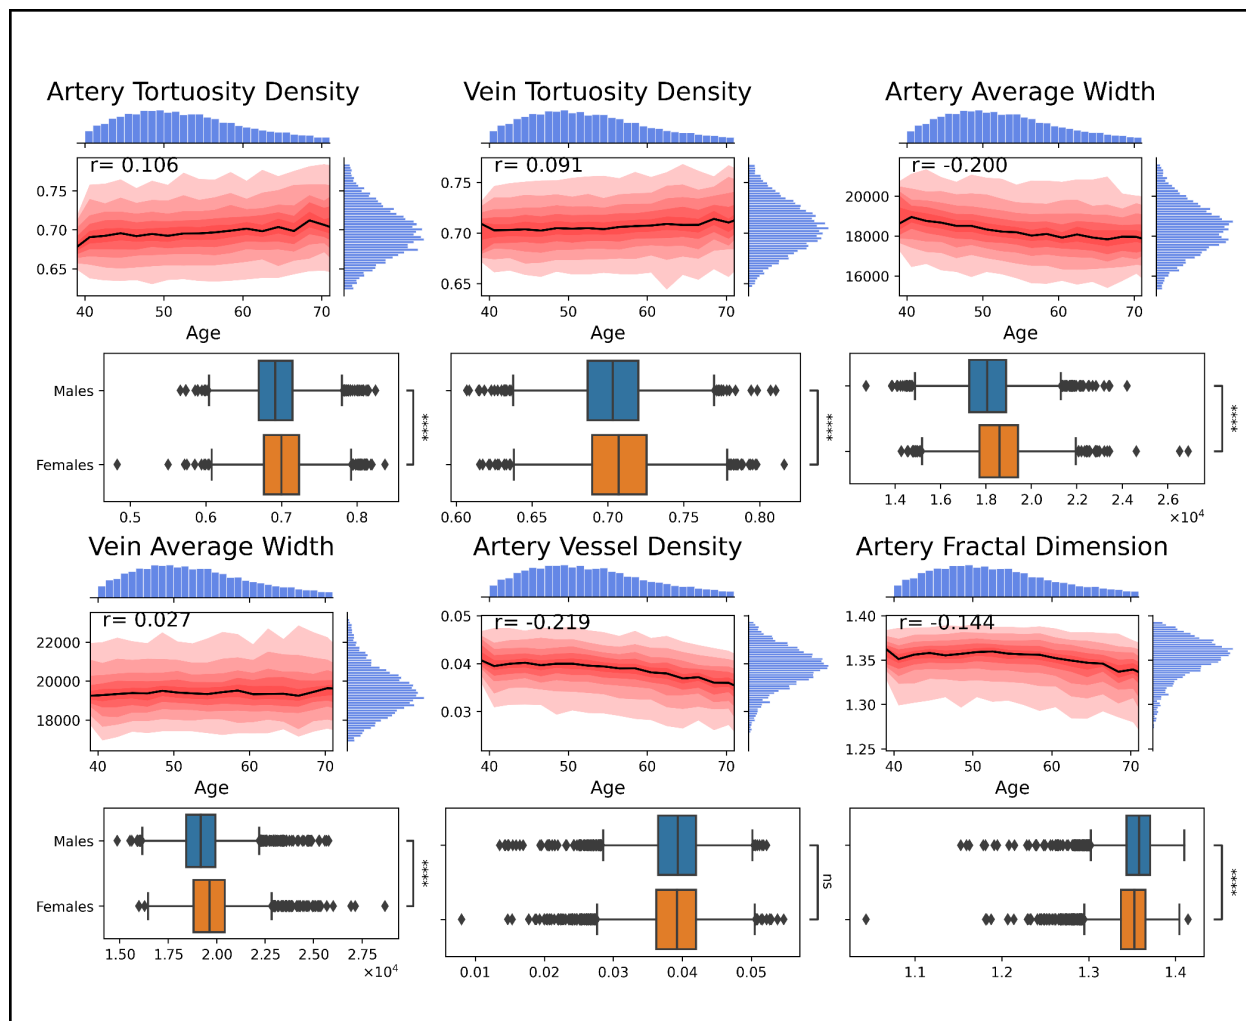 Artery Tortuosity Density
Vein Tortuosity Density
Artery Average Width
r= 0.106
r= 0.091
r= -0.200
0.75
0.70
0.65
0.75
0.70
0.65
20000
18000
16000
40 50 60 70
40 50 60 70
40 50 60 70
Age
Age
Age
Males
Females
****
****
****
0.5 0.6 0.7 0.8
0.60 0.65 0.70 0.75 0.80
1.4 1.6 1.8 2.0 2.2 2.4 2.6
×10⁴
Vein Average Width
Artery Vessel Density
Artery Fractal Dimension
r= 0.027
r= -0.219
r= -0.144
22000
20000
18000
0.05
0.04
0.03
1.40
1.35
1.30
1.25
40 50 60 70
40 50 60 70
40 50 60 70
Age
Age
Age
Males
Females
****
ns
****
1.50 1.75 2.00 2.25 2.50 2.75
×10⁴
0.01 0.02 0.03 0.04 0.05
1.1 1.2 1.3 1.4